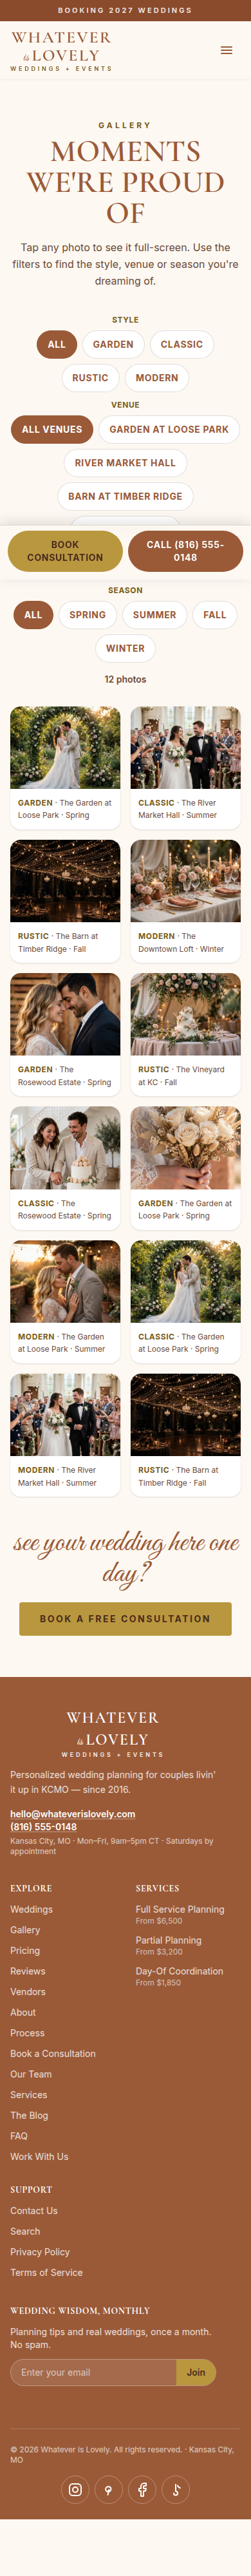 BOOKING 2027 WEDDINGS
WHATEVER
is LOVELY
WEDDINGS + EVENTS
GALLERY
MOMENTS
WE'RE PROUD
OF
Tap any photo to see it full-screen. Use the
filters to find the style, venue or season you're
dreaming of.
STYLE
ALL
GARDEN
CLASSIC
RUSTIC
MODERN
VENUE
ALL VENUES
GARDEN AT LOOSE PARK
RIVER MARKET HALL
BARN AT TIMBER RIDGE
BOOK
CONSULTATION
CALL (816) 555-
0148
SEASON
ALL
SPRING
SUMMER
FALL
WINTER
12 photos
GARDEN · The Garden at
Loose Park · Spring
CLASSIC · The River
Market Hall · Summer
RUSTIC · The Barn at
Timber Ridge · Fall
MODERN · The
Downtown Loft · Winter
GARDEN · The
Rosewood Estate · Spring
RUSTIC · The Vineyard
at KC · Fall
CLASSIC · The
Rosewood Estate · Spring
GARDEN · The Garden at
Loose Park · Spring
MODERN · The Garden
at Loose Park · Summer
CLASSIC · The Garden
at Loose Park · Spring
MODERN · The River
Market Hall · Summer
RUSTIC · The Barn at
Timber Ridge · Fall
see your wedding here one
day?
BOOK A FREE CONSULTATION
WHATEVER
is LOVELY
WEDDINGS + EVENTS
Personalized wedding planning for couples livin'
it up in KCMO — since 2016.
hello@whateverislovely.com
(816) 555-0148
Kansas City, MO · Mon–Fri, 9am–5pm CT · Saturdays by
appointment
EXPLORE
Weddings
Gallery
Pricing
Reviews
Vendors
About
Process
Book a Consultation
Our Team
Services
The Blog
FAQ
Work With Us
SERVICES
Full Service Planning
From $6,500
Partial Planning
From $3,200
Day-Of Coordination
From $1,850
SUPPORT
Contact Us
Search
Privacy Policy
Terms of Service
WEDDING WISDOM, MONTHLY
Planning tips and real weddings, once a month.
No spam.
Enter your email
Join
© 2026 Whatever is Lovely. All rights reserved. · Kansas City,
MO